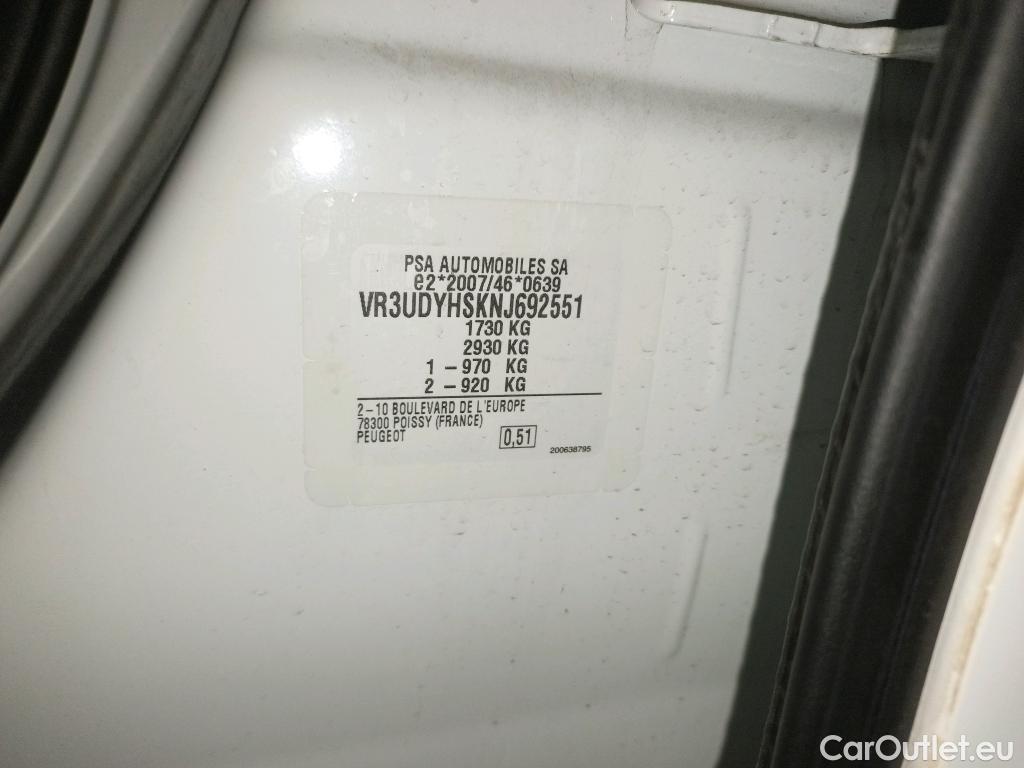 PSA AUTOMOBILES SA
e2*2007/46*0639
VR3UDYHSKNJ692551
1730 KG
2930 KG
1 – 970 KG
2 – 920 KG
2–10 BOULEVARD DE L'EUROPE
78300 POISSY (FRANCE)
PEUGEOT
0,51
200638795
CarOutlet.eu